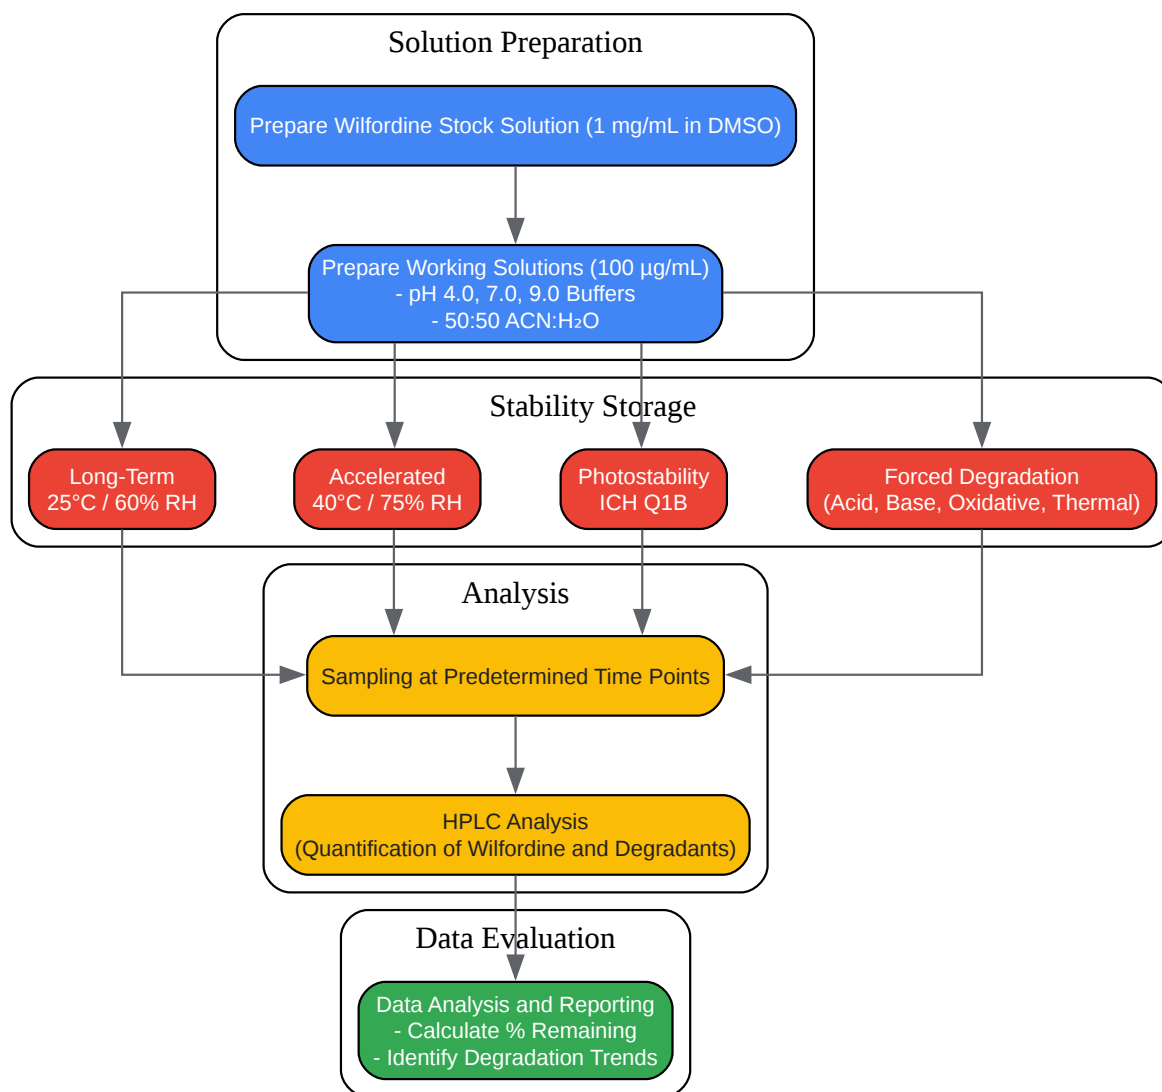 Solution Preparation
Prepare Wilfordine Stock Solution (1 mg/mL in DMSO)
Prepare Working Solutions (100 µg/mL)
- pH 4.0, 7.0, 9.0 Buffers
- 50:50 ACN:H₂O
Stability Storage
Long-Term
25°C / 60% RH
Accelerated
40°C / 75% RH
Photostability
ICH Q1B
Forced Degradation
(Acid, Base, Oxidative, Thermal)
Analysis
Sampling at Predetermined Time Points
HPLC Analysis
(Quantification of Wilfordine and Degradants)
Data Evaluation
Data Analysis and Reporting
- Calculate % Remaining
- Identify Degradation Trends